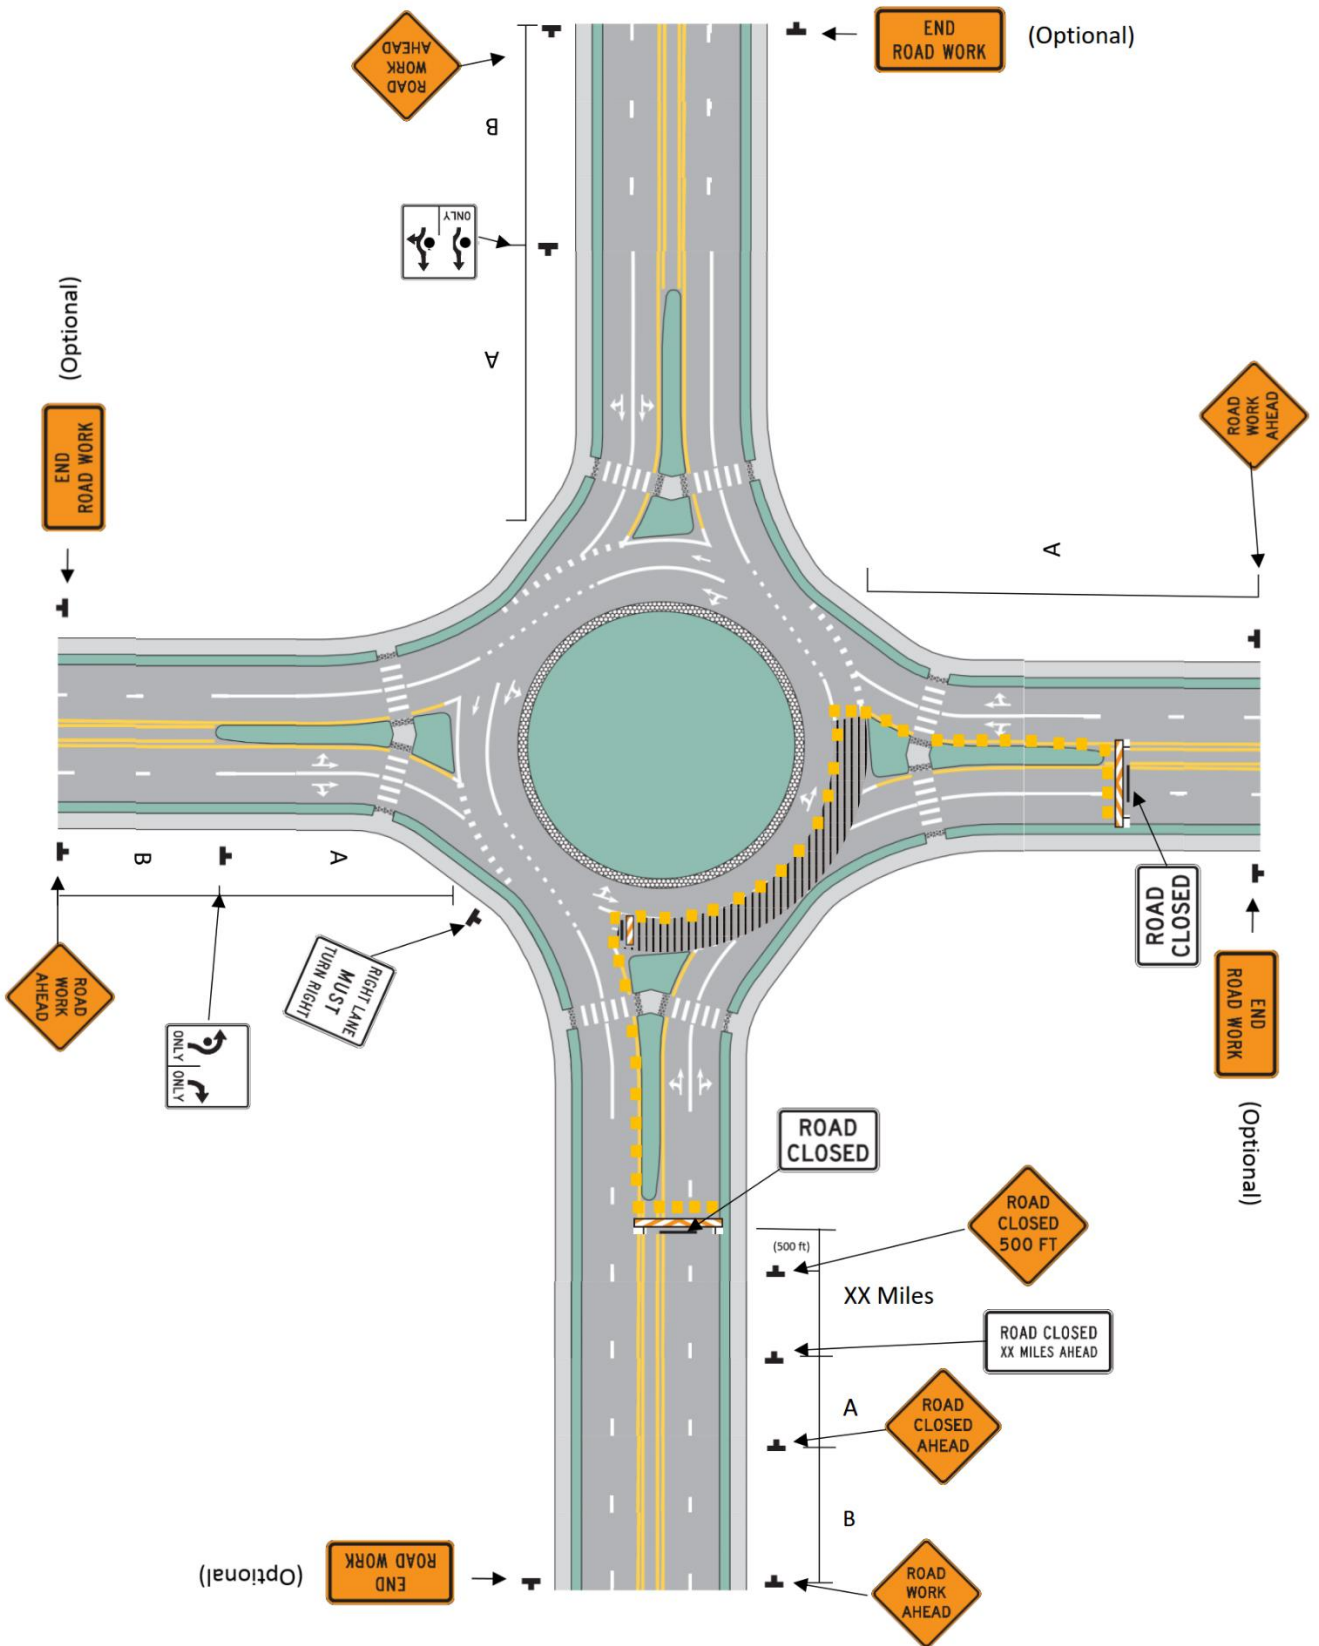 END
ROAD WORK
(Optional)
ROAD
WORK
AHEAD
B
ONLY
A
(Optional)
END
ROAD WORK
ROAD
WORK
AHEAD
A
B
A
ROAD
WORK
AHEAD
ONLY
ONLY
RIGHT LANE
MUST
TURN RIGHT
ROAD
CLOSED
END
ROAD WORK
(Optional)
ROAD
CLOSED
(500 ft)
ROAD
CLOSED
500 FT
XX Miles
ROAD CLOSED
XX MILES AHEAD
A
ROAD
CLOSED
AHEAD
B
ROAD
WORK
AHEAD
END
ROAD WORK
(Optional)